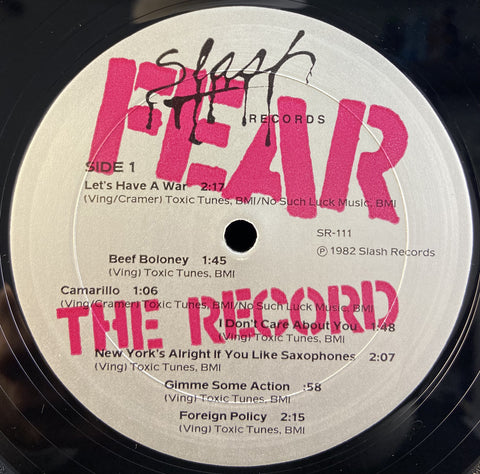 slash
RECORDS
FEAR
SIDE 1
Let's Have A War 2:17
(Ving/Cramer) Toxic Tunes, BMI/No Such Luck Music, BMI
SR-111
Ⓟ 1982 Slash Records
Beef Boloney 1:45
(Ving) Toxic Tunes, BMI
Camarillo 1:06
(Ving/Cramer) Toxic Tunes, BMI/No Such Luck Music, BMI
THE RECORD
I Don't Care About You 1:48
(Ving) Toxic Tunes, BMI
New York's Alright If You Like Saxophones 2:07
(Ving) Toxic Tunes, BMI
Gimme Some Action :58
(Ving) Toxic Tunes, BMI
Foreign Policy 2:15
(Ving) Toxic Tunes, BMI